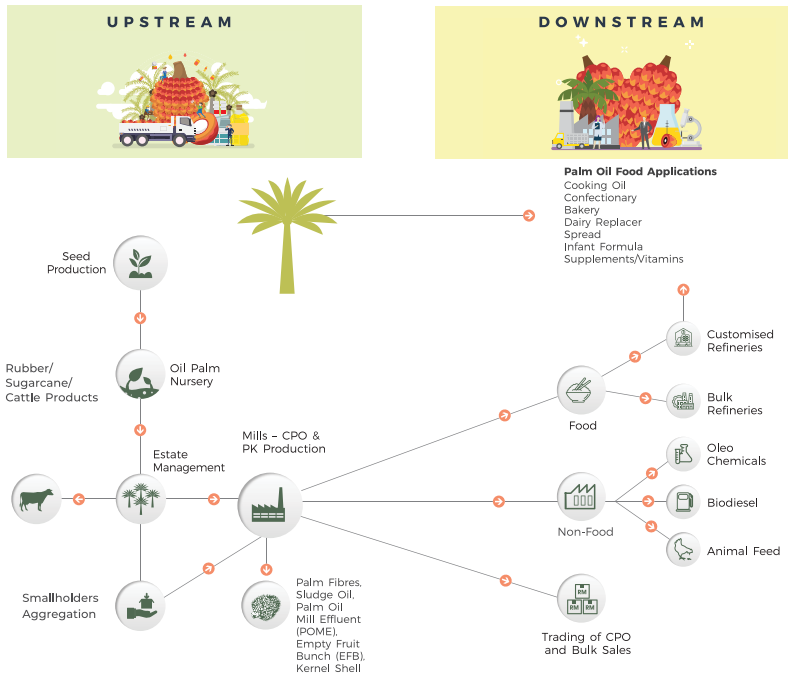 UPSTREAM
DOWNSTREAM
Palm Oil Food Applications
Cooking Oil
Confectionary
Bakery
Dairy Replacer
Spread
Infant Formula
Supplements/Vitamins
Seed
Production
Rubber/
Sugarcane/
Cattle Products
Oil Palm
Nursery
Estate
Management
Mills – CPO &
PK Production
Smallholders
Aggregation
Palm Fibres,
Sludge Oil,
Palm Oil
Mill Effluent
(POME),
Empty Fruit
Bunch (EFB),
Kernel Shell
Food
Customised
Refineries
Bulk
Refineries
Non-Food
Oleo
Chemicals
Biodiesel
Animal Feed
RM
RM RM
Trading of CPO
and Bulk Sales